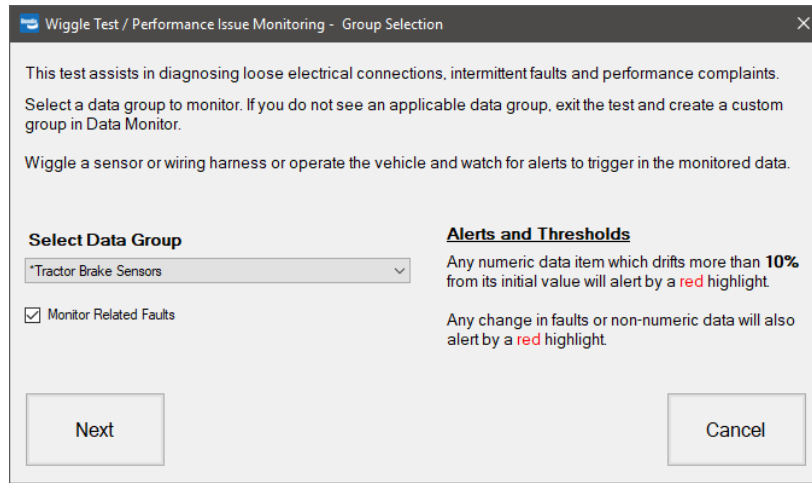 Wiggle Test / Performance Issue Monitoring -  Group Selection
This test assists in diagnosing loose electrical connections, intermittent faults and performance complaints.
Select a data group to monitor. If you do not see an applicable data group, exit the test and create a custom
group in Data Monitor.
Wiggle a sensor or wiring harness or operate the vehicle and watch for alerts to trigger in the monitored data.
Select Data Group
*Tractor Brake Sensors
Monitor Related Faults
Alerts and Thresholds
Any numeric data item which drifts more than 10%
from its initial value will alert by a red highlight.
Any change in faults or non-numeric data will also
alert by a red highlight.
Next
Cancel